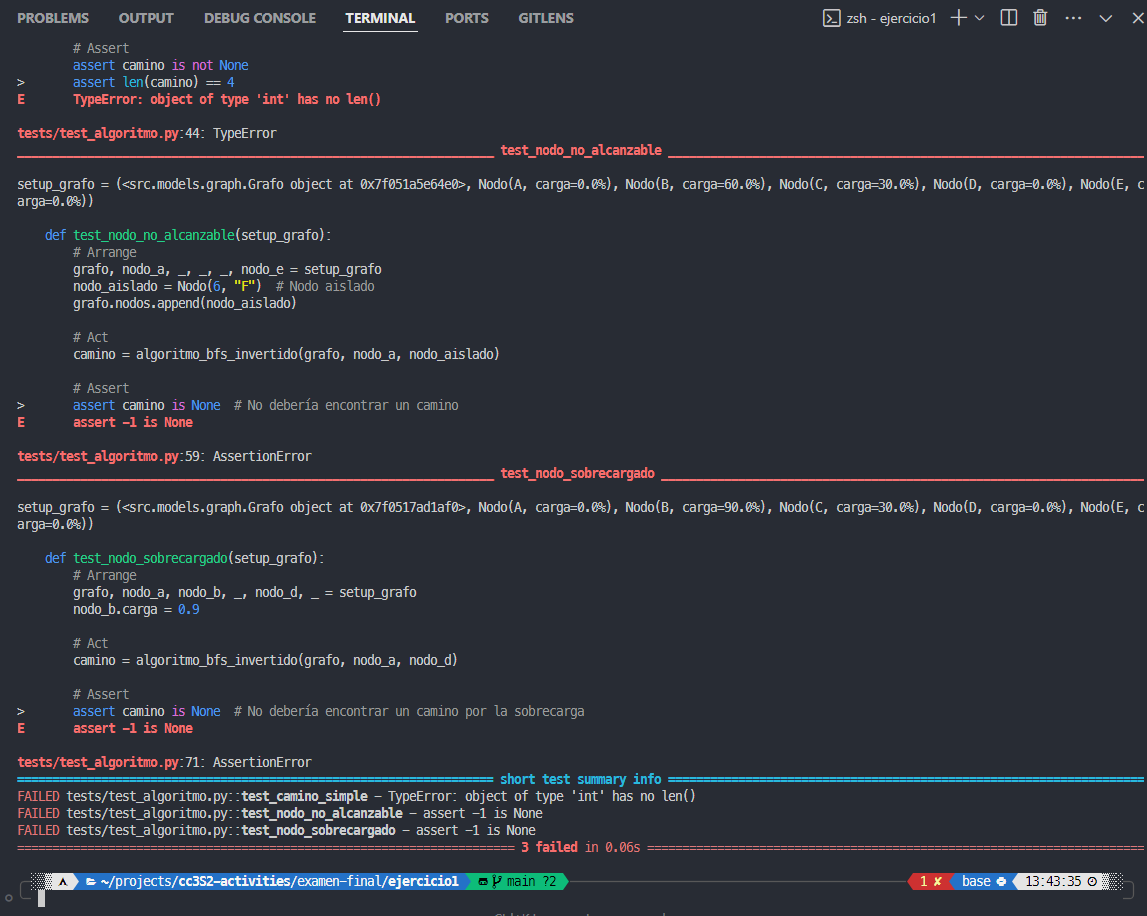 PROBLEMS OUTPUT DEBUG CONSOLE TERMINAL PORTS GITLENS zsh - ejercicio1
# Assert
assert camino is not None
> assert len(camino) == 4
E TypeError: object of type 'int' has no len()
tests/test_algoritmo.py:44: TypeError
test_nodo_no_alcanzable
setup_grafo = (<src.models.graph.Grafo object at 0x7f051a5e64e0>, Nodo(A, carga=0.0%), Nodo(B, carga=60.0%), Nodo(C, carga=30.0%), Nodo(D, carga=0.0%), Nodo(E, c
arga=0.0%))
def test_nodo_no_alcanzable(setup_grafo):
# Arrange
grafo, nodo_a, _, _, _, nodo_e = setup_grafo
nodo_aislado = Nodo(6, "F")  # Nodo aislado
grafo.nodos.append(nodo_aislado)
# Act
camino = algoritmo_bfs_invertido(grafo, nodo_a, nodo_aislado)
# Assert
> assert camino is None  # No debería encontrar un camino
E assert -1 is None
tests/test_algoritmo.py:59: AssertionError
test_nodo_sobrecargado
setup_grafo = (<src.models.graph.Grafo object at 0x7f0517ad1af0>, Nodo(A, carga=0.0%), Nodo(B, carga=90.0%), Nodo(C, carga=30.0%), Nodo(D, carga=0.0%), Nodo(E, c
arga=0.0%))
def test_nodo_sobrecargado(setup_grafo):
# Arrange
grafo, nodo_a, nodo_b, _, nodo_d, _ = setup_grafo
nodo_b.carga = 0.9
# Act
camino = algoritmo_bfs_invertido(grafo, nodo_a, nodo_d)
# Assert
> assert camino is None  # No debería encontrar un camino por la sobrecarga
E assert -1 is None
tests/test_algoritmo.py:71: AssertionError
short test summary info
FAILED tests/test_algoritmo.py::test_camino_simple - TypeError: object of type 'int' has no len()
FAILED tests/test_algoritmo.py::test_nodo_no_alcanzable - assert -1 is None
FAILED tests/test_algoritmo.py::test_nodo_sobrecargado - assert -1 is None
3 failed in 0.06s
~/projects/cc3S2-activities/examen-final/ejercicio1 main ?2 1 ✘ base 13:43:35